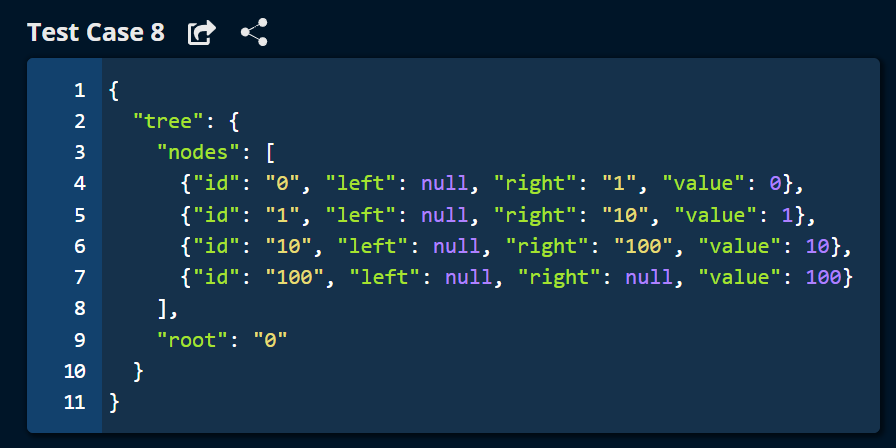 Test Case 8
1 {
2 "tree": {
3 "nodes": [
4 {"id": "0", "left": null, "right": "1", "value": 0},
5 {"id": "1", "left": null, "right": "10", "value": 1},
6 {"id": "10", "left": null, "right": "100", "value": 10},
7 {"id": "100", "left": null, "right": null, "value": 100}
8 ],
9 "root": "0"
10 }
11 }